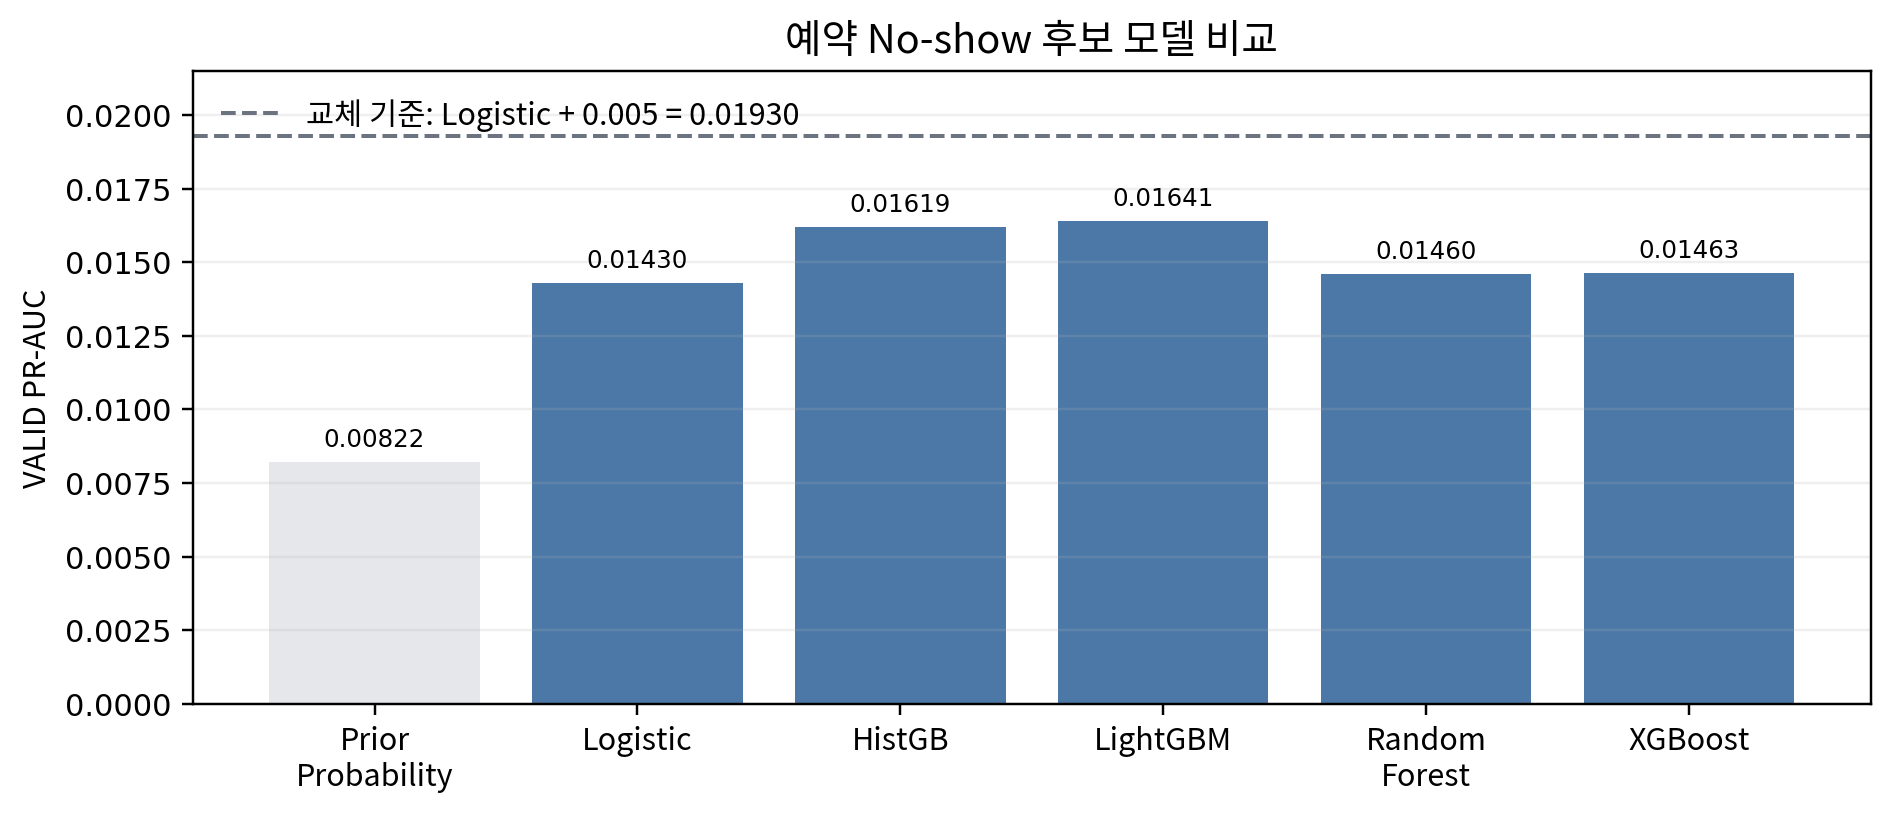 예약 No-show 후보 모델 비교
교체 기준: Logistic + 0.005 = 0.01930
VALID PR-AUC
0.0200
0.0175
0.0150
0.0125
0.0100
0.0075
0.0050
0.0025
0.0000
0.00822
0.01430
0.01619
0.01641
0.01460
0.01463
Prior
Probability
Logistic
HistGB
LightGBM
Random
Forest
XGBoost